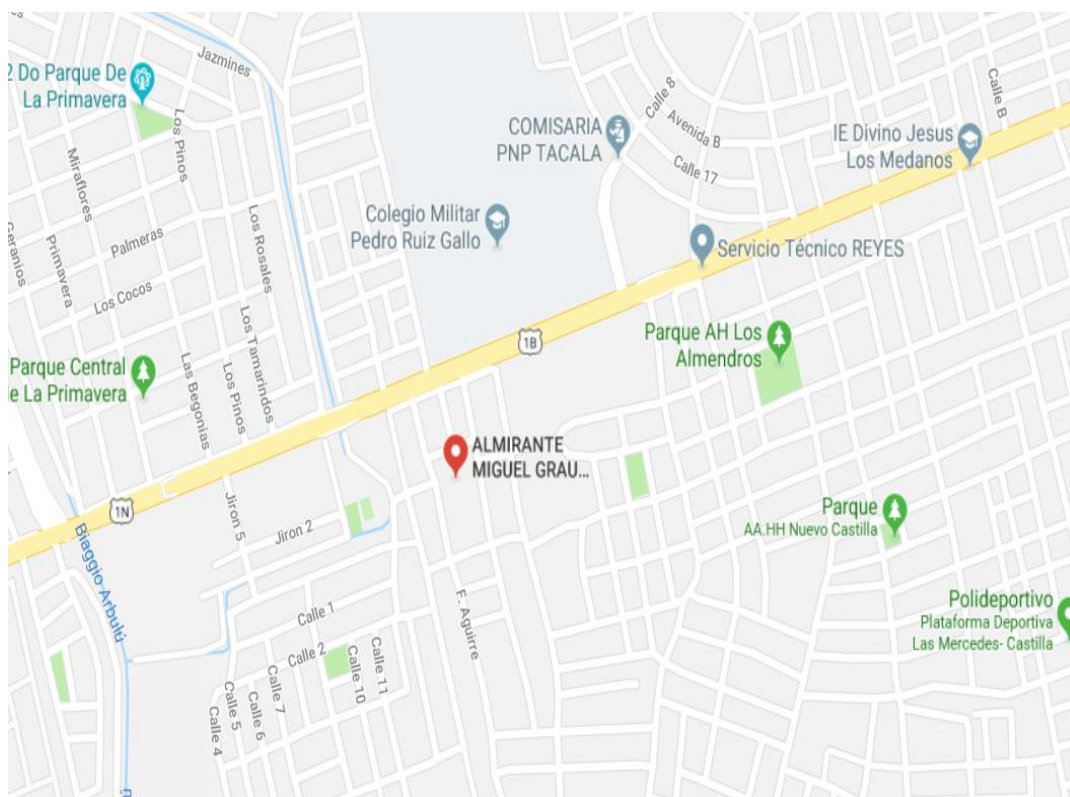 Jazmines
2 Do Parque De
La Primavera
Los Pinos
Miraflores
Geranios
Primavera
Palmeras
Los Rosales
Los Cocos
Colegio Militar
Pedro Ruiz Gallo
COMISARIA
PNP TACALA
Calle 8
Avenida B
Calle 17
IE Divino Jesus
Los Medanos
Calle B
Servicio Técnico REYES
1B
Parque AH Los
Almendros
Parque Central
e La Primavera
Las Begonias
Los Pinos
Los Tamarindos
ALMIRANTE
MIGUEL GRAU...
1N
Jiron 5
Jiron 2
Biaggio Arbulú
Parque
AA.HH Nuevo Castilla
Calle 1
Calle 2
F. Aguirre
Calle 11
Calle 10
Calle 7
Calle 6
Calle 5
Calle 4
Polideportivo
Plataforma Deportiva
Las Mercedes- Castilla